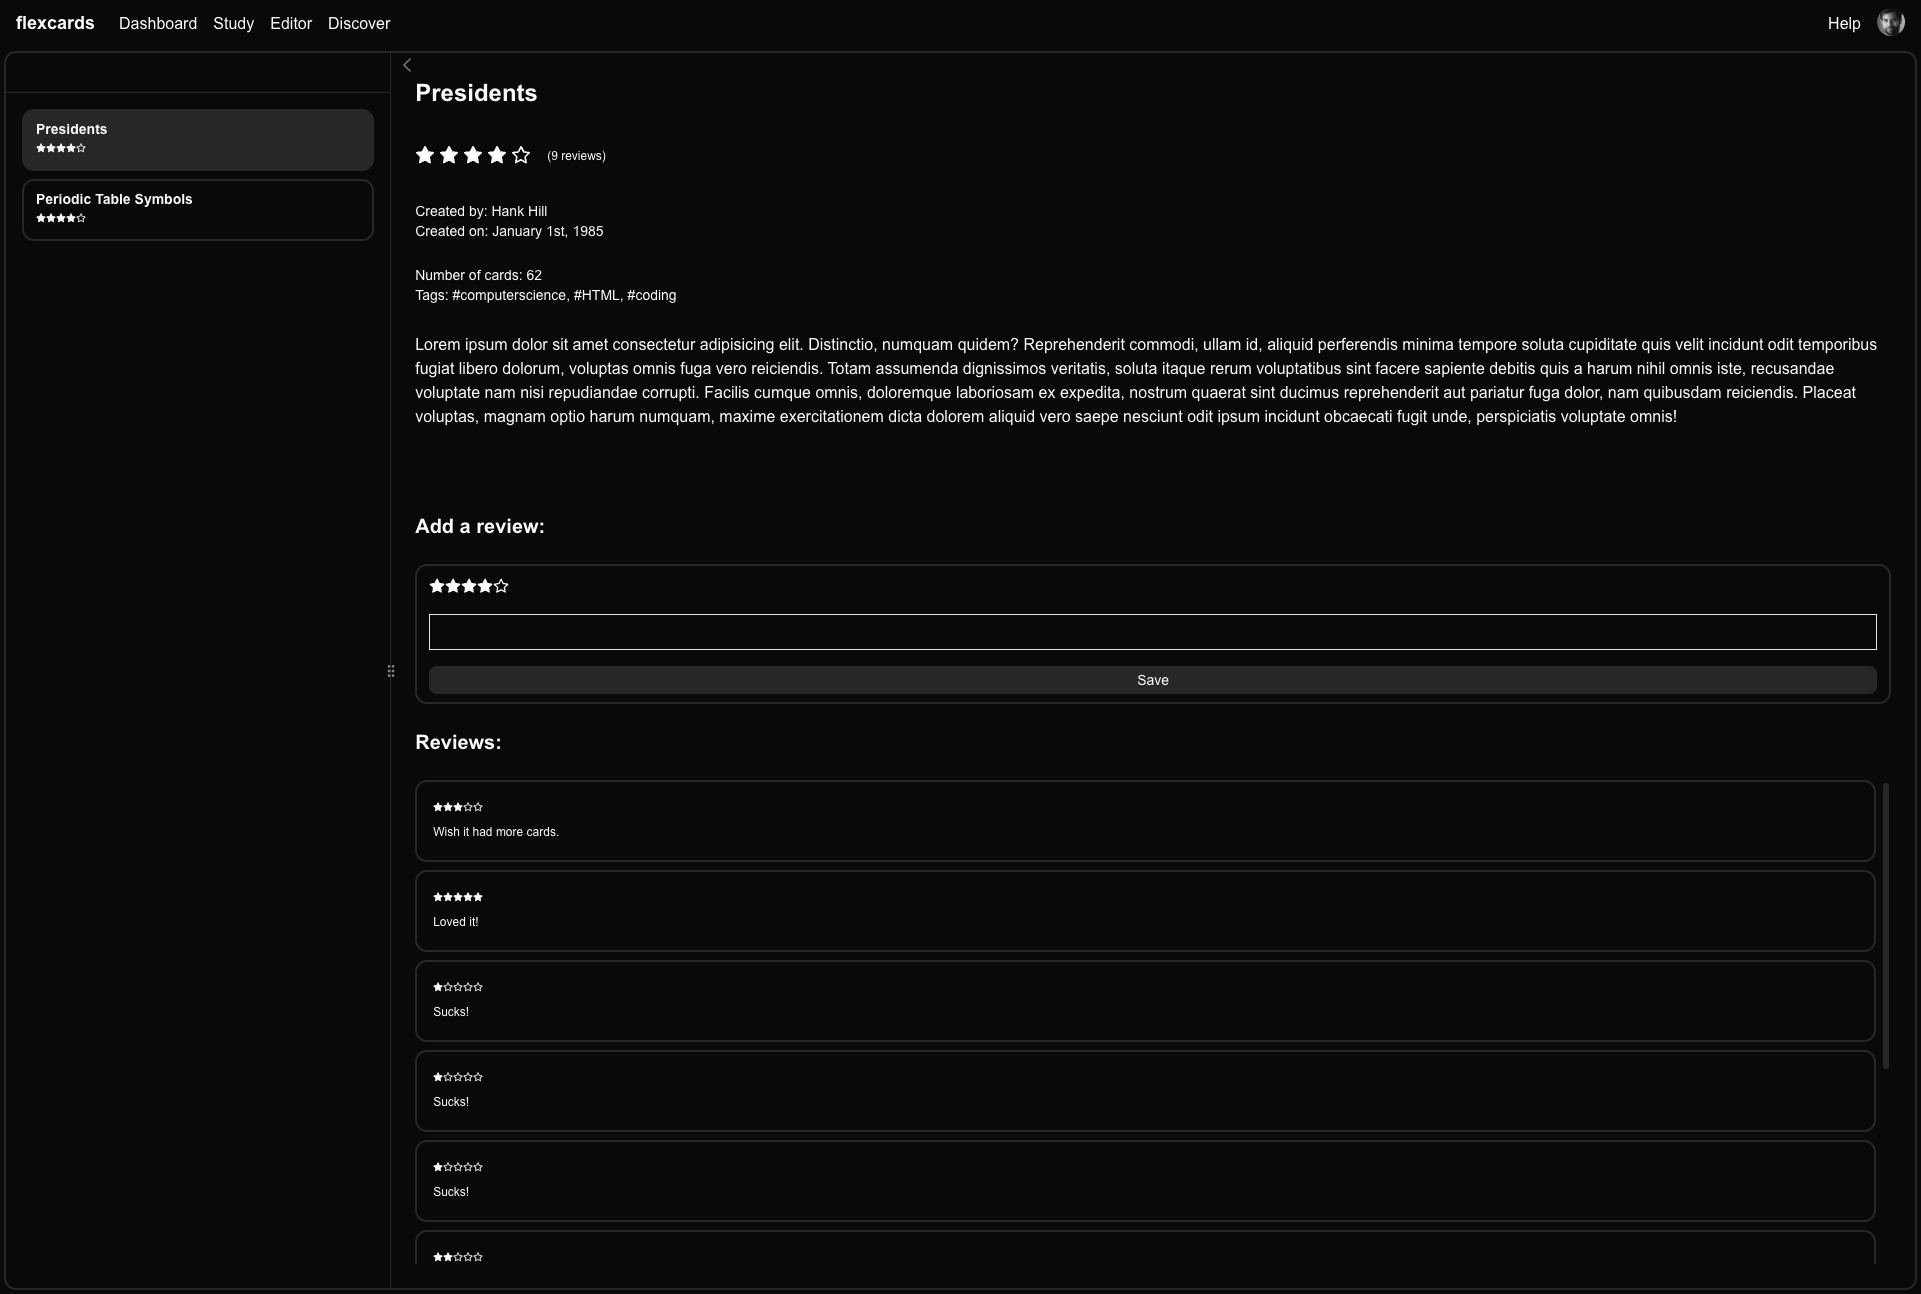 flexcards Dashboard Study Editor Discover Help
Presidents
Periodic Table Symbols
Presidents
(9 reviews)
Created by: Hank Hill
Created on: January 1st, 1985
Number of cards: 62
Tags: #computerscience, #HTML, #coding
Lorem ipsum dolor sit amet consectetur adipisicing elit. Distinctio, numquam quidem? Reprehenderit commodi, ullam id, aliquid perferendis minima tempore soluta cupiditate quis velit incidunt odit temporibus
fugiat libero dolorum, voluptas omnis fuga vero reiciendis. Totam assumenda dignissimos veritatis, soluta itaque rerum voluptatibus sint facere sapiente debitis quis a harum nihil omnis iste, recusandae
voluptate nam nisi repudiandae corrupti. Facilis cumque omnis, doloremque laboriosam ex expedita, nostrum quaerat sint ducimus reprehenderit aut pariatur fuga dolor, nam quibusdam reiciendis. Placeat
voluptas, magnam optio harum numquam, maxime exercitationem dicta dolorem aliquid vero saepe nesciunt odit ipsum incidunt obcaecati fugit unde, perspiciatis voluptate omnis!
Add a review:
Save
Reviews:
Wish it had more cards.
Loved it!
Sucks!
Sucks!
Sucks!